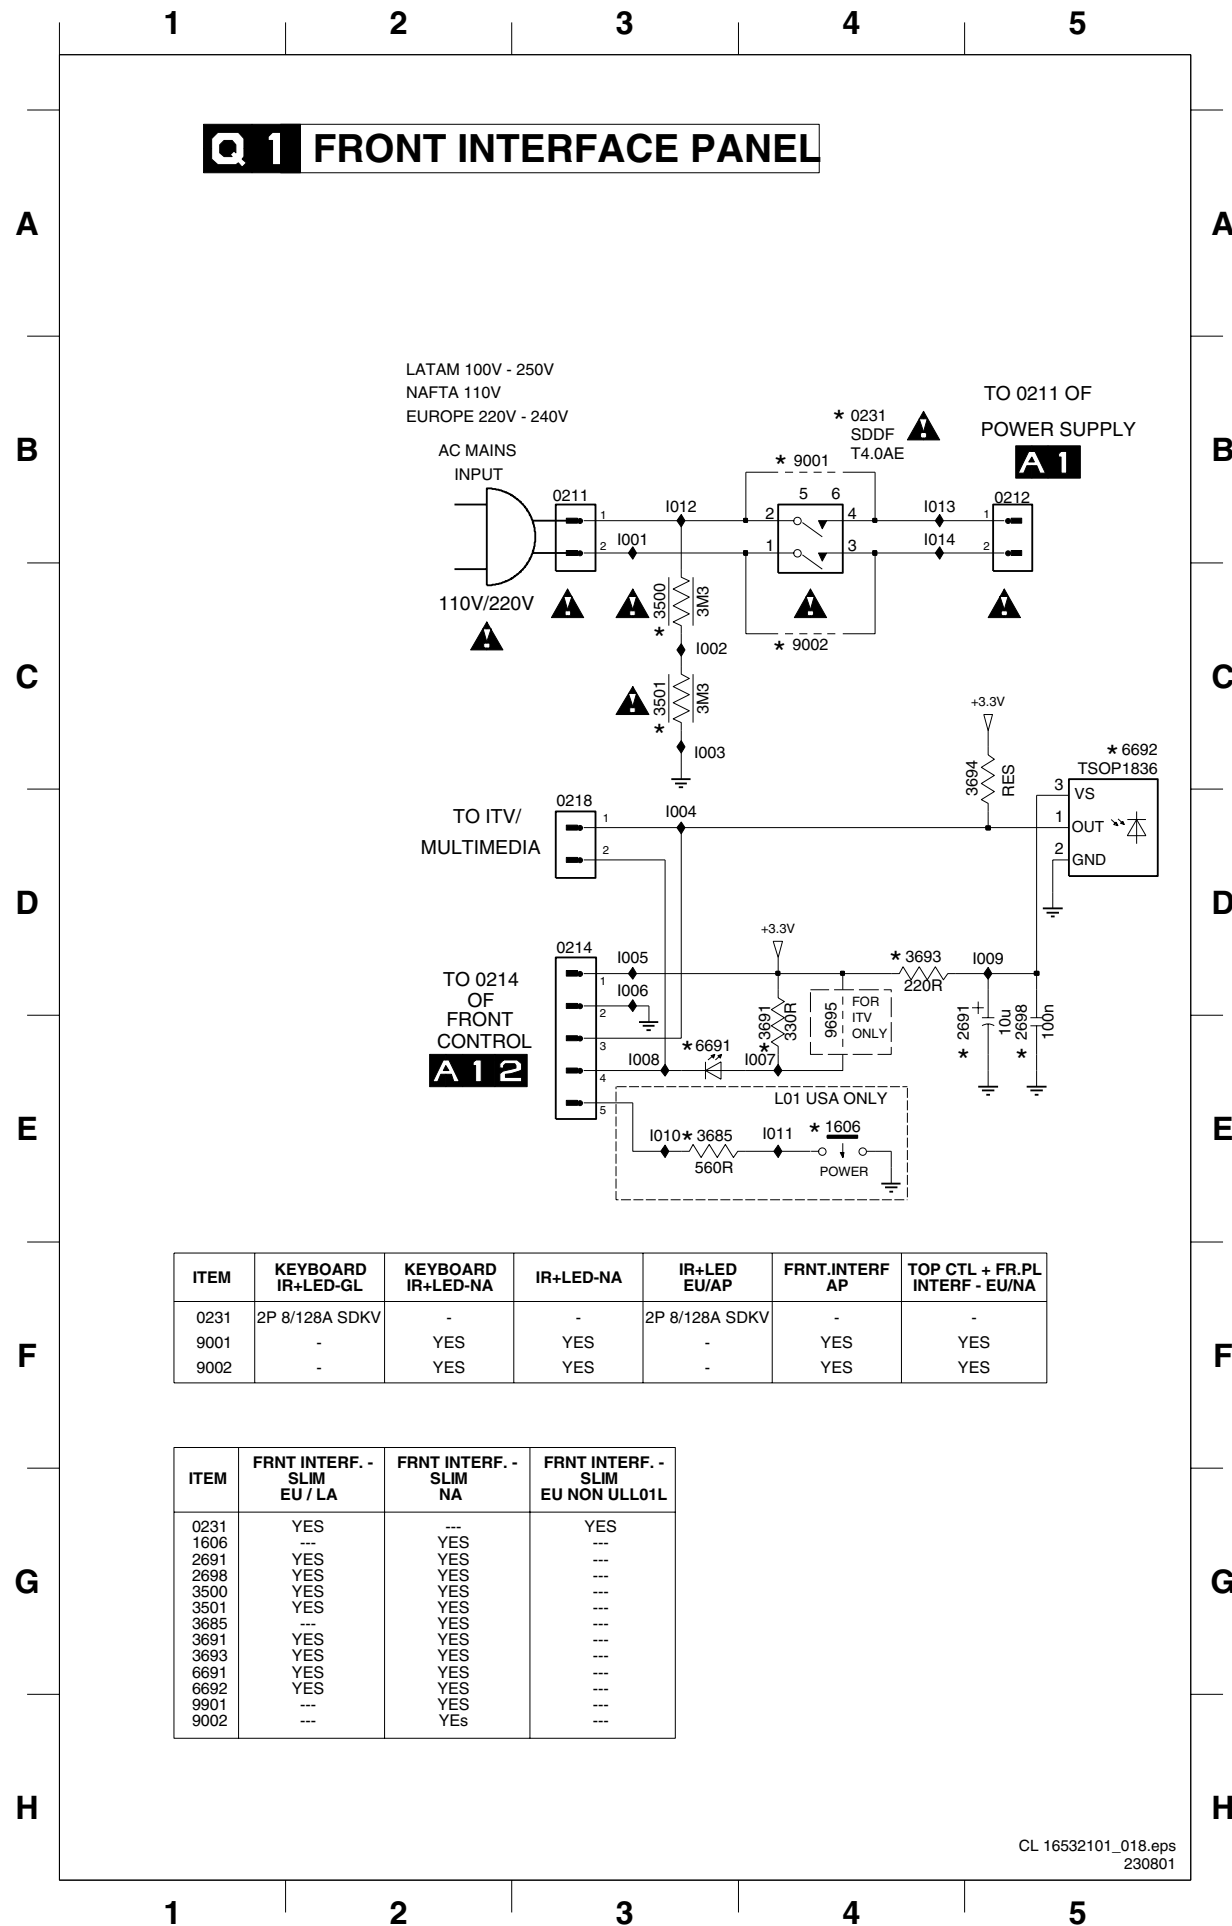 1 2 3 4 5
Q 1 FRONT INTERFACE PANEL
A A
LATAM 100V - 250V
NAFTA 110V
EUROPE 220V - 240V
AC MAINS
INPUT
* 0231
SDDF
T4.0AE
TO 0211 OF
POWER SUPPLY
A 1
B B
* 9001
0211
1
2
I012
I001
5 6
2 4
1 3
I013
I014
0212
1
2
110V/220V
* 3500
3M3
I002
* 9002
C C
* 3501
3M3
I003
+3.3V
3694
RES
* 6692
TSOP1836
3 VS
1 OUT
2 GND
TO ITV/
MULTIMEDIA
0218
1
2
I004
D D
TO 0214
OF
FRONT
CONTROL
A 1 2
0214
1
2
3
4
5
I005
I006
+3.3V
* 3693
220R
I009
* 3691
330R
9695
FOR
ITV
ONLY
* 2691
+
10u
* 2698
100n
I008
* 6691
I007
L01 USA ONLY
E E
I010
* 3685
560R
I011
* 1606
POWER
ITEM KEYBOARD IR+LED-GL KEYBOARD IR+LED-NA IR+LED-NA IR+LED EU/AP FRNT.INTERF AP TOP CTL + FR.PL INTERF - EU/NA
0231 2P 8/128A SDKV - - 2P 8/128A SDKV - -
9001 - YES YES - YES YES
9002 - YES YES - YES YES
F F
ITEM FRNT INTERF. - SLIM EU / LA FRNT INTERF. - SLIM NA FRNT INTERF. - SLIM EU NON ULL01L
0231 YES --- YES
1606 --- YES ---
2691 YES YES ---
2698 YES YES ---
3500 YES YES ---
3501 YES YES ---
3685 --- YES ---
3691 YES YES ---
3693 YES YES ---
6691 YES YES ---
6692 YES YES ---
9901 --- YES ---
9002 --- YEs ---
G G
H H
CL 16532101_018.eps
230801
1 2 3 4 5